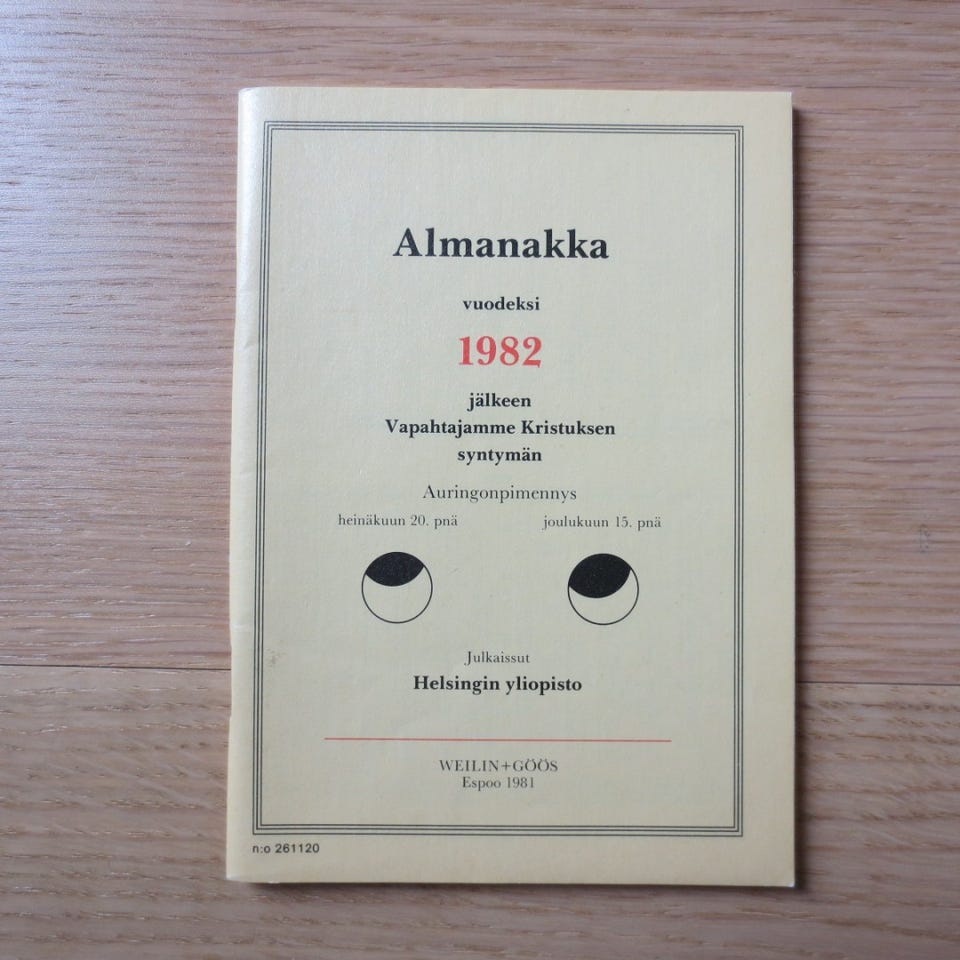 Almanakka
vuodeksi
1982
jälkeen
Vapahtajamme Kristuksen
syntymän
Auringonpimennys
heinäkuun 20. pnä joulukuun 15. pnä
Julkaissut
Helsingin yliopisto
WEILIN+GÖÖS
Espoo 1981
n:o 261120